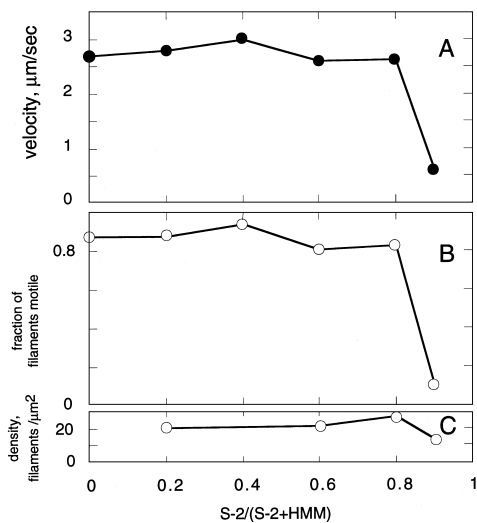 3
2
1
0
velocity, μm/sec
A
0.8
0
fraction of
filaments motile
B
20
0
density,
filaments /μm2
C
0 0.2 0.4 0.6 0.8 1
S-2/(S-2+HMM)